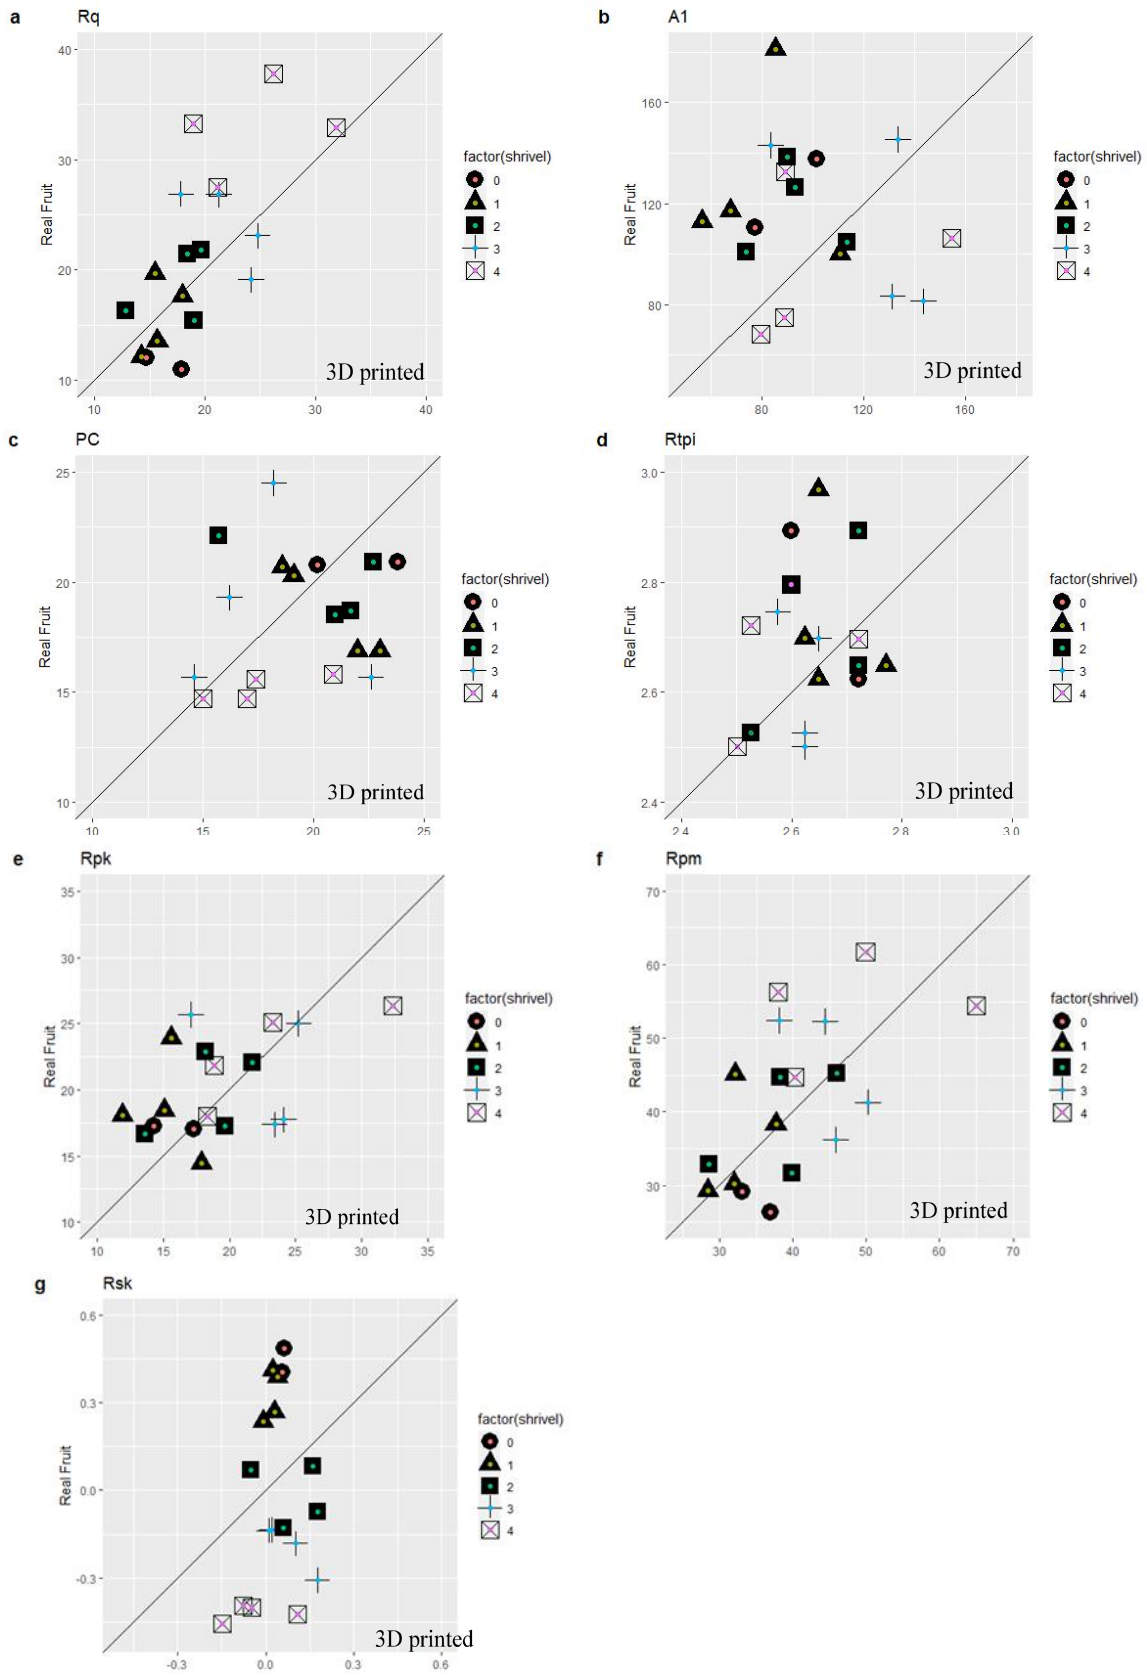 a Rq
40
30
20
10
Real Fruit
3D printed
10 20 30 40
factor(shrivel)
0
1
2
3
4
b A1
160
120
80
Real Fruit
3D printed
80 120 160
factor(shrivel)
0
1
2
3
4
c PC
25
20
15
10
Real Fruit
3D printed
10 15 20 25
factor(shrivel)
0
1
2
3
4
d Rtpi
3.0
2.8
2.6
2.4
Real Fruit
3D printed
2.4 2.6 2.8 3.0
factor(shrivel)
0
1
2
3
4
e Rpk
35
30
25
20
15
10
Real Fruit
3D printed
10 15 20 25 30 35
factor(shrivel)
0
1
2
3
4
f Rpm
70
60
50
40
30
Real Fruit
3D printed
30 40 50 60 70
factor(shrivel)
0
1
2
3
4
g Rsk
0.6
0.3
0.0
-0.3
Real Fruit
3D printed
-0.3 0.0 0.3 0.6
factor(shrivel)
0
1
2
3
4